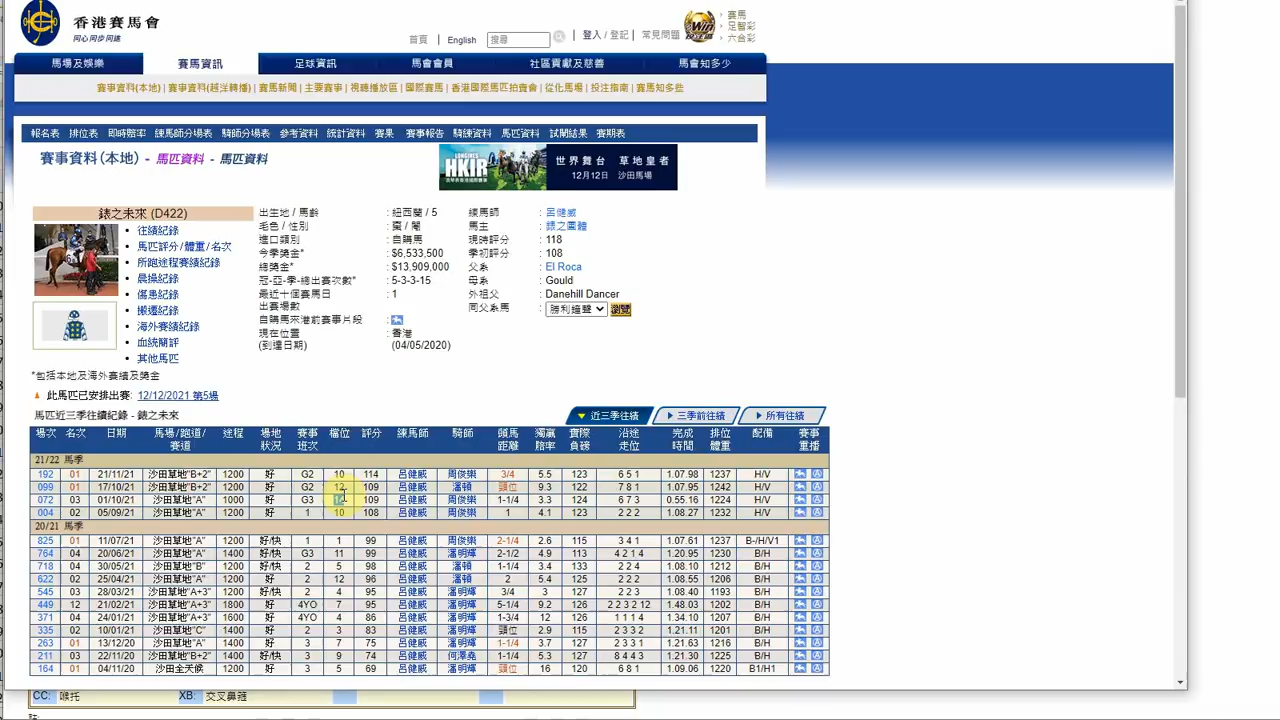 香港賽馬會
同心同步同進
首頁 | English 搜尋 | 登入 / 登記 | 常見問題
賽馬
足智彩
六合彩
馬場及娛樂 賽馬資訊 足球資訊 馬會會員 社區貢獻及慈善 馬會知多少
賽事資料(本地) | 賽事資料(越洋轉播) | 賽馬新聞 | 主要賽事 | 視聽播放區 | 國際賽馬 | 香港國際馬匹拍賣會 | 從化馬場 | 投注指南 | 賽馬知多些
報名表 排位表 即時賠率 練馬師分場表 騎師分場表 參考資料 統計資料 賽果 賽事報告 騎練資料 馬匹資料 試閘結果 賽期表
賽事資料(本地) - 馬匹資料 - 馬匹資料
LONGINES
HKIR
世界舞台 草地皇者
12月12日 沙田馬場
錶之未來 (D422)
• 往績紀錄
• 馬匹評分/體重/名次
• 所跑途程賽績紀錄
• 晨操紀錄
• 傷患紀錄
• 搬遷紀錄
• 海外賽績紀錄
• 血統簡評
• 其他馬匹
出生地 / 馬齡 : 紐西蘭 / 5
毛色 / 性別 : 棗 / 閹
進口類別 : 自購馬
今季獎金* : $6,533,500
總獎金* : $13,909,000
冠-亞-季-總出賽次數* : 5-3-3-15
最近十個賽馬日 : 1
出賽場數
自購馬來港前賽事片段 :
現在位置 : 香港
(到達日期) (04/05/2020)
練馬師 : 呂健威
馬主 : 錶之團體
現時評分 : 118
季初評分 : 108
父系 : El Roca
母系 : Gould
外祖父 : Danehill Dancer
同父系馬 : 勝利鐘聲 瀏覽
*包括本地及海外賽績及獎金
此馬匹已安排出賽: 12/12/2021 第5場
馬匹近三季往績紀錄 - 錶之未來
近三季往績 三季前往績 所有往績
場次 名次 日期 馬場/跑道/賽道 途程 場地狀況 賽事班次 檔位 評分 練馬師 騎師 頭馬距離 獨贏賠率 實際負磅 沿途走位 完成時間 排位體重 配備 賽事重播
21/22 馬季
192 01 21/11/21 沙田草地"B+2" 1200 好 G2 10 114 呂健威 周俊樂 3/4 5.5 123 6 5 1 1.07.98 1237 H/V
099 01 17/10/21 沙田草地"B+2" 1200 好 G2 12 109 呂健威 潘頓 頸位 9.3 122 7 8 1 1.07.95 1242 H/V
072 03 01/10/21 沙田草地"A" 1000 好 G3 109 呂健威 周俊樂 1-1/4 3.3 124 6 7 3 0.55.16 1224 H/V
004 02 05/09/21 沙田草地"A" 1200 好 1 10 108 呂健威 周俊樂 1 4.1 123 2 2 2 1.08.27 1232 H/V
20/21 馬季
825 01 11/07/21 沙田草地"A" 1200 好/快 1 1 99 呂健威 周俊樂 2-1/4 2.6 115 3 4 1 1.07.61 1237 B-/H/V1
764 04 20/06/21 沙田草地"A" 1400 好 G3 11 99 呂健威 潘明輝 2-1/2 4.9 113 4 2 1 4 1.20.95 1230 B/H
718 04 30/05/21 沙田草地"B" 1200 好/快 2 5 98 呂健威 潘頓 1-1/4 3.4 133 2 2 4 1.08.10 1212 B/H
622 02 25/04/21 沙田草地"A" 1200 好 2 12 96 呂健威 潘頓 2 5.4 125 2 2 2 1.08.55 1206 B/H
545 03 28/03/21 沙田草地"A+3" 1200 好/快 2 4 95 呂健威 潘明輝 3/4 3 127 2 2 3 1.08.40 1193 B/H
449 12 21/02/21 沙田草地"A+3" 1800 好 4YO 7 95 呂健威 潘明輝 5-1/4 9.2 126 2 2 3 2 12 1.48.03 1202 B/H
371 04 24/01/21 沙田草地"A+3" 1600 好 4YO 4 86 呂健威 潘明輝 1-3/4 12 126 1 1 1 4 1.34.10 1207 B/H
335 02 10/01/21 沙田草地"C" 1400 好 2 3 83 呂健威 潘明輝 頭位 2.9 115 2 3 3 2 1.21.11 1201 B/H
263 01 13/12/20 沙田草地"A" 1400 好 3 7 75 呂健威 潘明輝 1-1/4 3.7 127 2 3 3 1 1.21.63 1216 B/H
211 03 22/11/20 沙田草地"B+2" 1400 好/快 3 9 74 呂健威 何澤堯 1-1/4 5.3 127 8 4 4 3 1.21.30 1225 B/H
164 01 04/11/20 沙田全天候 1200 好 3 5 69 呂健威 潘明輝 頭位 16 120 6 8 1 1.09.06 1220 B1/H1
CC: 喉托 XB: 交叉鼻箍